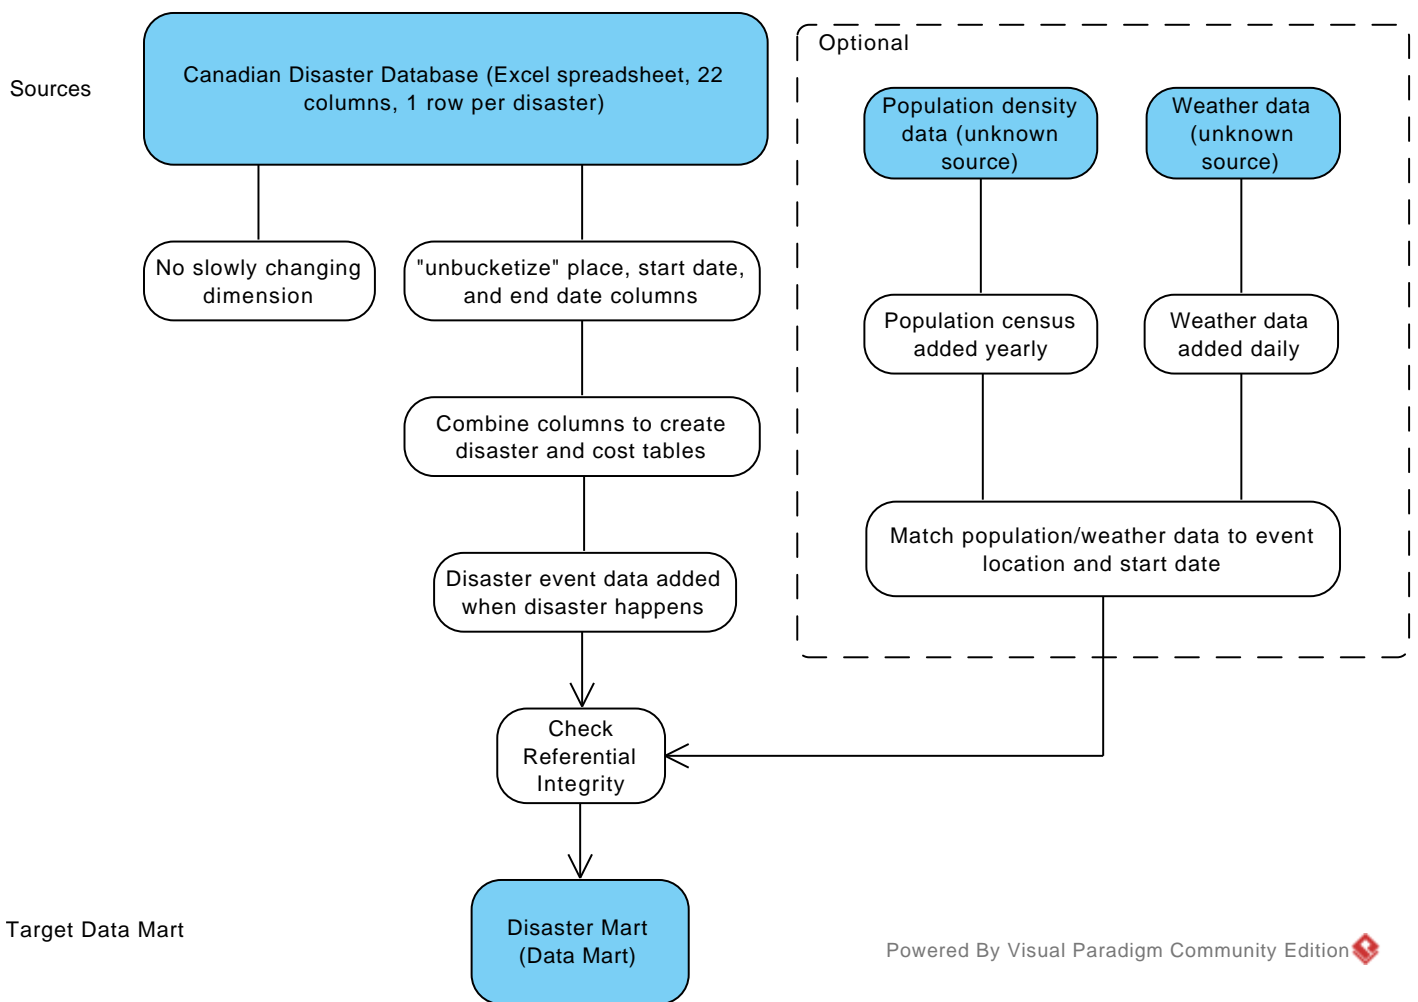 Sources
Canadian Disaster Database (Excel spreadsheet, 22
columns, 1 row per disaster)
Optional
Population density
data (unknown
source)
Weather data
(unknown
source)
No slowly changing
dimension
"unbucketize" place, start date,
and end date columns
Population census
added yearly
Weather data
added daily
Combine columns to create
disaster and cost tables
Match population/weather data to event
location and start date
Disaster event data added
when disaster happens
Check
Referential
Integrity
Target Data Mart
Disaster Mart
(Data Mart)
Powered By Visual Paradigm Community Edition